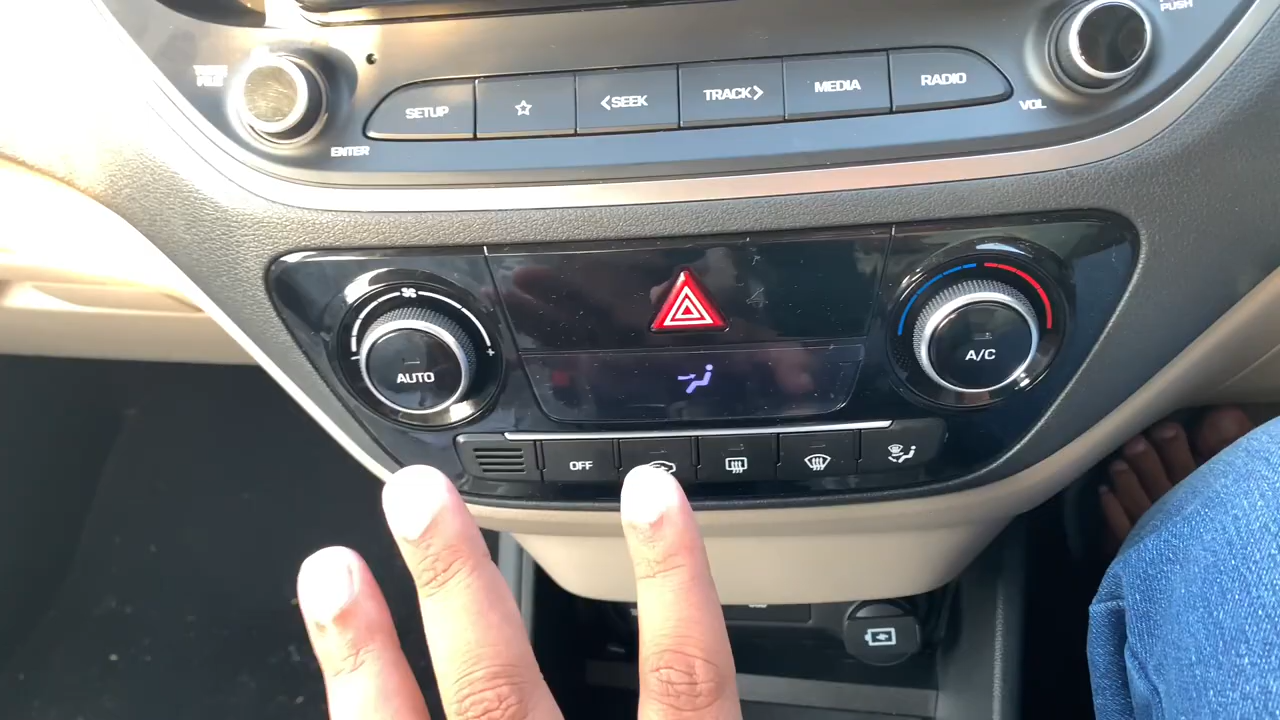 PUSH
SETUP
<SEEK
TRACK>
MEDIA
RADIO
ENTER
VOL
AUTO
A/C
OFF